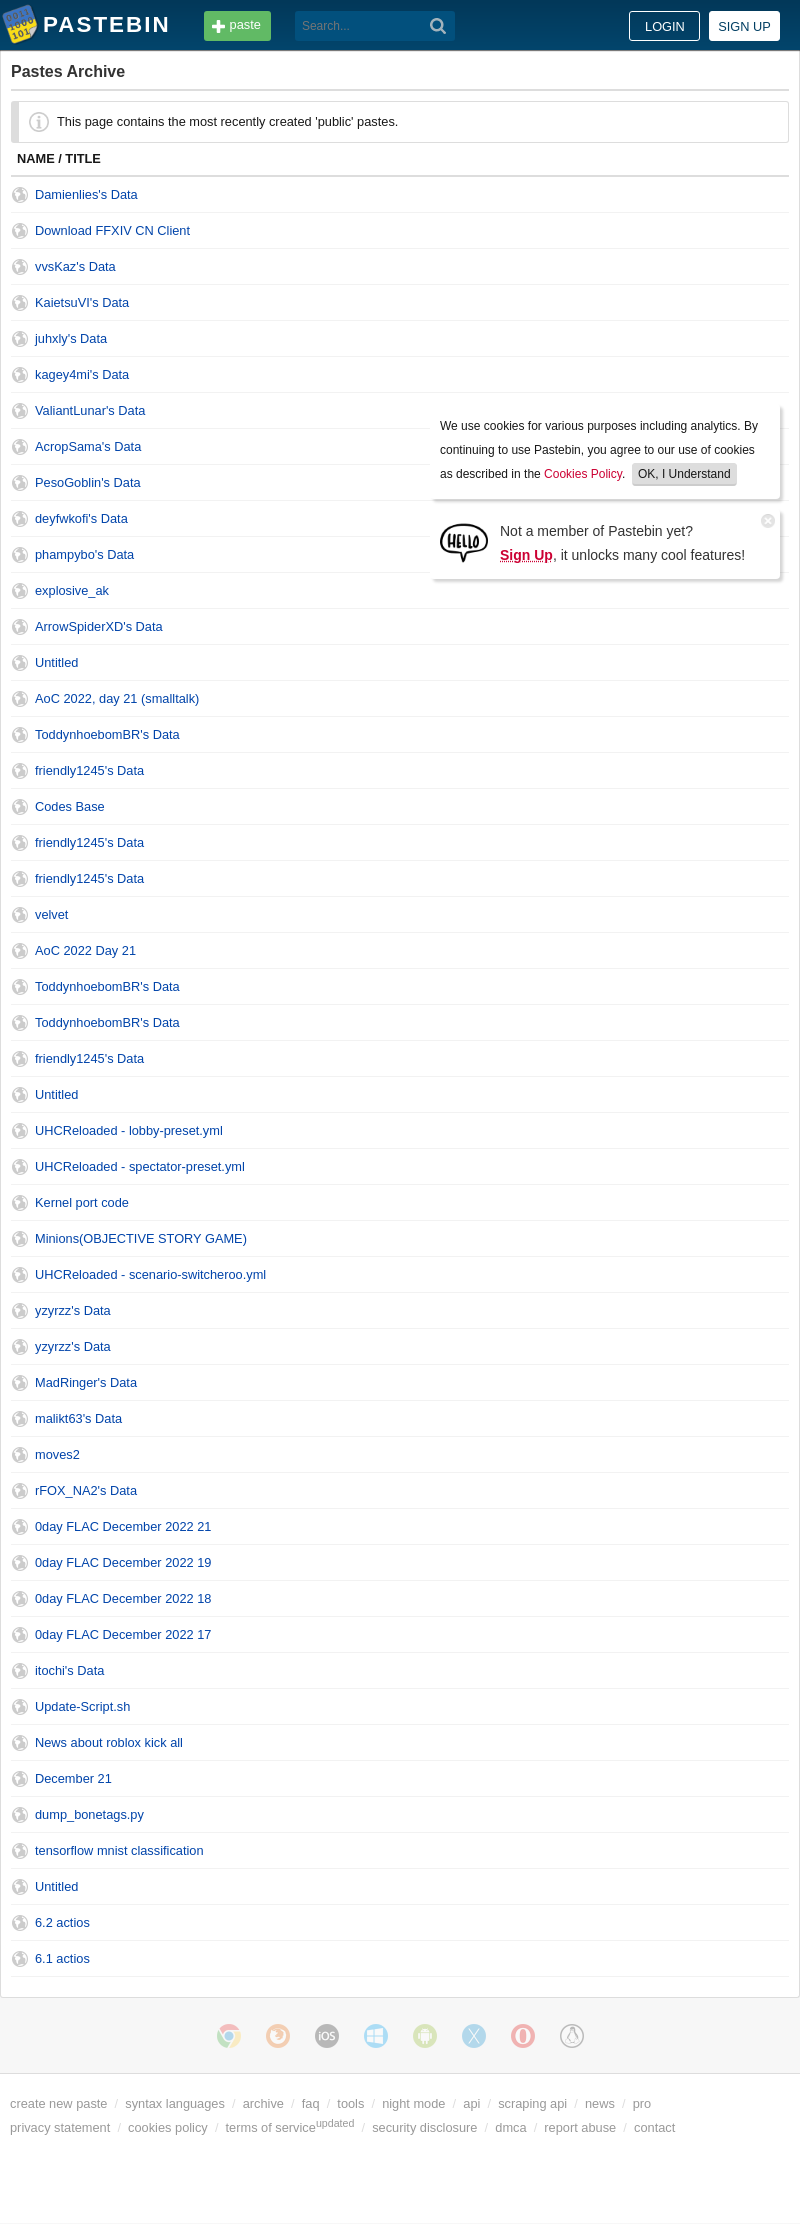 PASTEBIN paste Search... LOGIN SIGN UP
Pastes Archive
This page contains the most recently created 'public' pastes.
NAME / TITLE
Damienlies's Data
Download FFXIV CN Client
vvsKaz's Data
KaietsuVI's Data
juhxly's Data
kagey4mi's Data
ValiantLunar's Data
AcropSama's Data
PesoGoblin's Data
deyfwkofi's Data
phampybo's Data
explosive_ak
We use cookies for various purposes including analytics. By
continuing to use Pastebin, you agree to our use of cookies
as described in the Cookies Policy. OK, I Understand
HELLO
Not a member of Pastebin yet?
Sign Up, it unlocks many cool features!
ArrowSpiderXD's Data
Untitled
AoC 2022, day 21 (smalltalk)
ToddynhoebomBR's Data
friendly1245's Data
Codes Base
friendly1245's Data
friendly1245's Data
velvet
AoC 2022 Day 21
ToddynhoebomBR's Data
ToddynhoebomBR's Data
friendly1245's Data
Untitled
UHCReloaded - lobby-preset.yml
UHCReloaded - spectator-preset.yml
Kernel port code
Minions(OBJECTIVE STORY GAME)
UHCReloaded - scenario-switcheroo.yml
yzyrzz's Data
yzyrzz's Data
MadRinger's Data
malikt63's Data
moves2
rFOX_NA2's Data
0day FLAC December 2022 21
0day FLAC December 2022 19
0day FLAC December 2022 18
0day FLAC December 2022 17
itochi's Data
Update-Script.sh
News about roblox kick all
December 21
dump_bonetags.py
tensorflow mnist classification
Untitled
6.2 actios
6.1 actios
iOS
create new paste / syntax languages / archive / faq / tools / night mode / api / scraping api / news / pro
privacy statement / cookies policy / terms of service updated / security disclosure / dmca / report abuse / contact